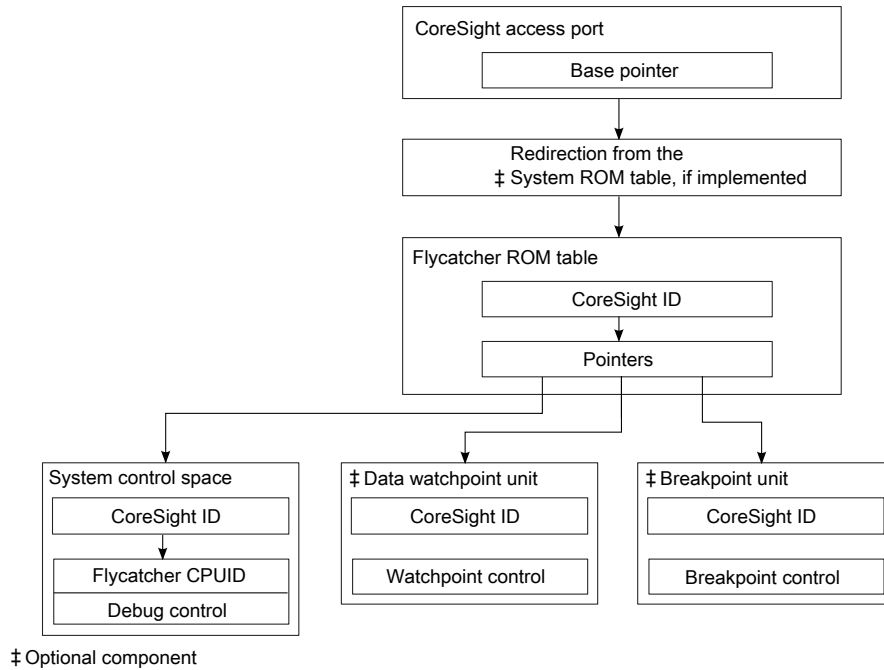 CoreSight access port
Base pointer
Redirection from the
‡ System ROM table, if implemented
Flycatcher ROM table
CoreSight ID
Pointers
System control space
CoreSight ID
Flycatcher CPUID
Debug control
‡ Data watchpoint unit
CoreSight ID
Watchpoint control
‡ Breakpoint unit
CoreSight ID
Breakpoint control
‡ Optional component